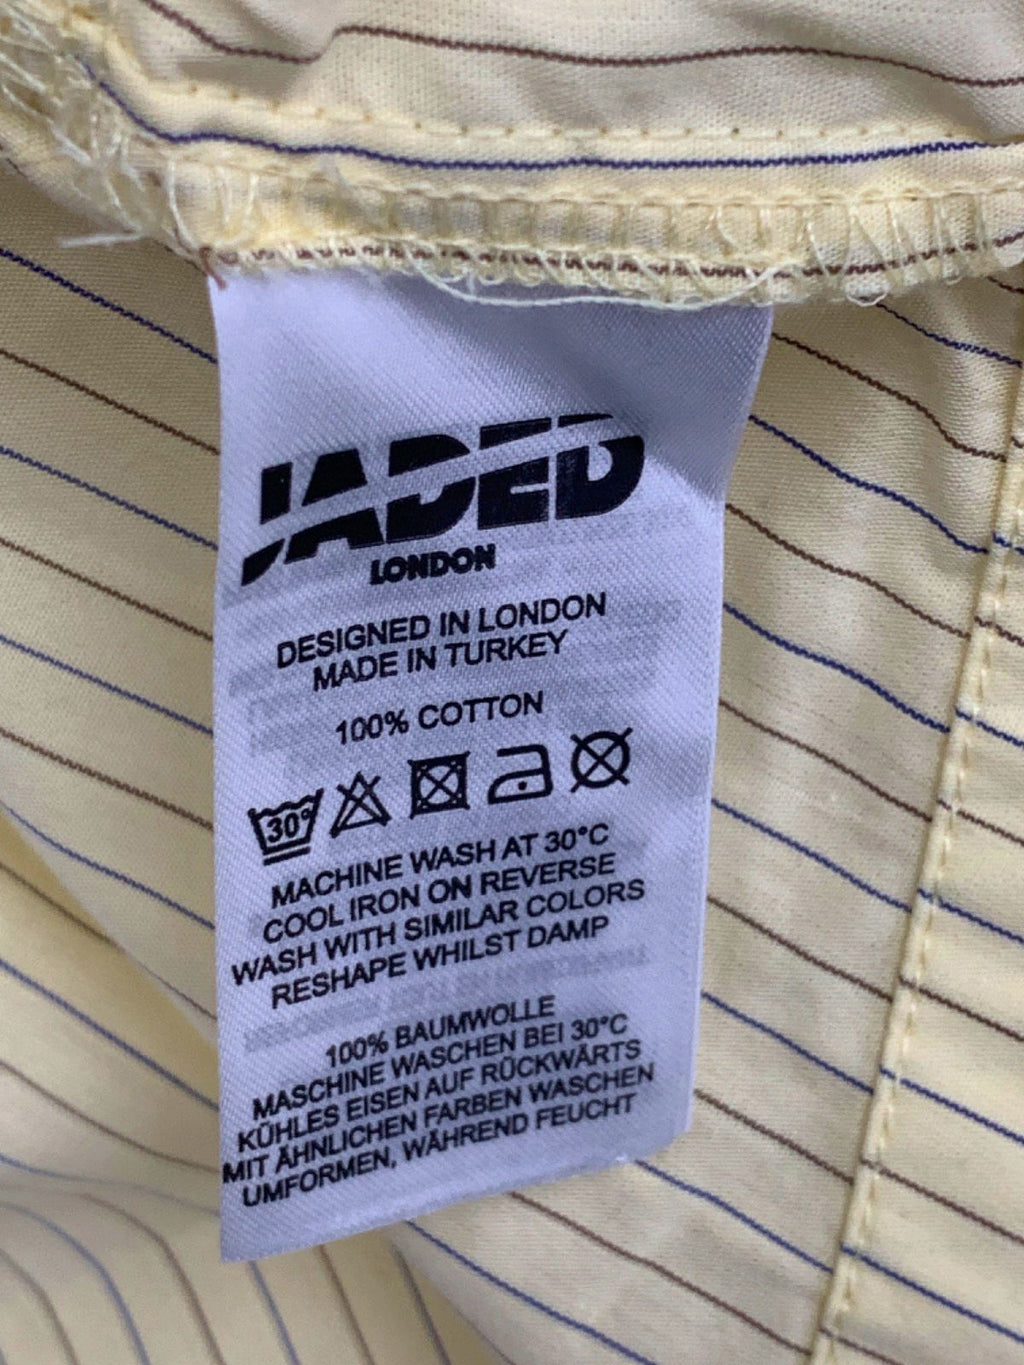 JADED
LONDON
DESIGNED IN LONDON
MADE IN TURKEY
100% COTTON
30°
MACHINE WASH AT 30°C
COOL IRON ON REVERSE
WASH WITH SIMILAR COLORS
RESHAPE WHILST DAMP
100% BAUMWOLLE
MASCHINE WASCHEN BEI 30°C
KÜHLES EISEN AUF RÜCKWÄRTS
MIT ÄHNLICHEN FARBEN WASCHEN
UMFORMEN, WÄHREND FEUCHT